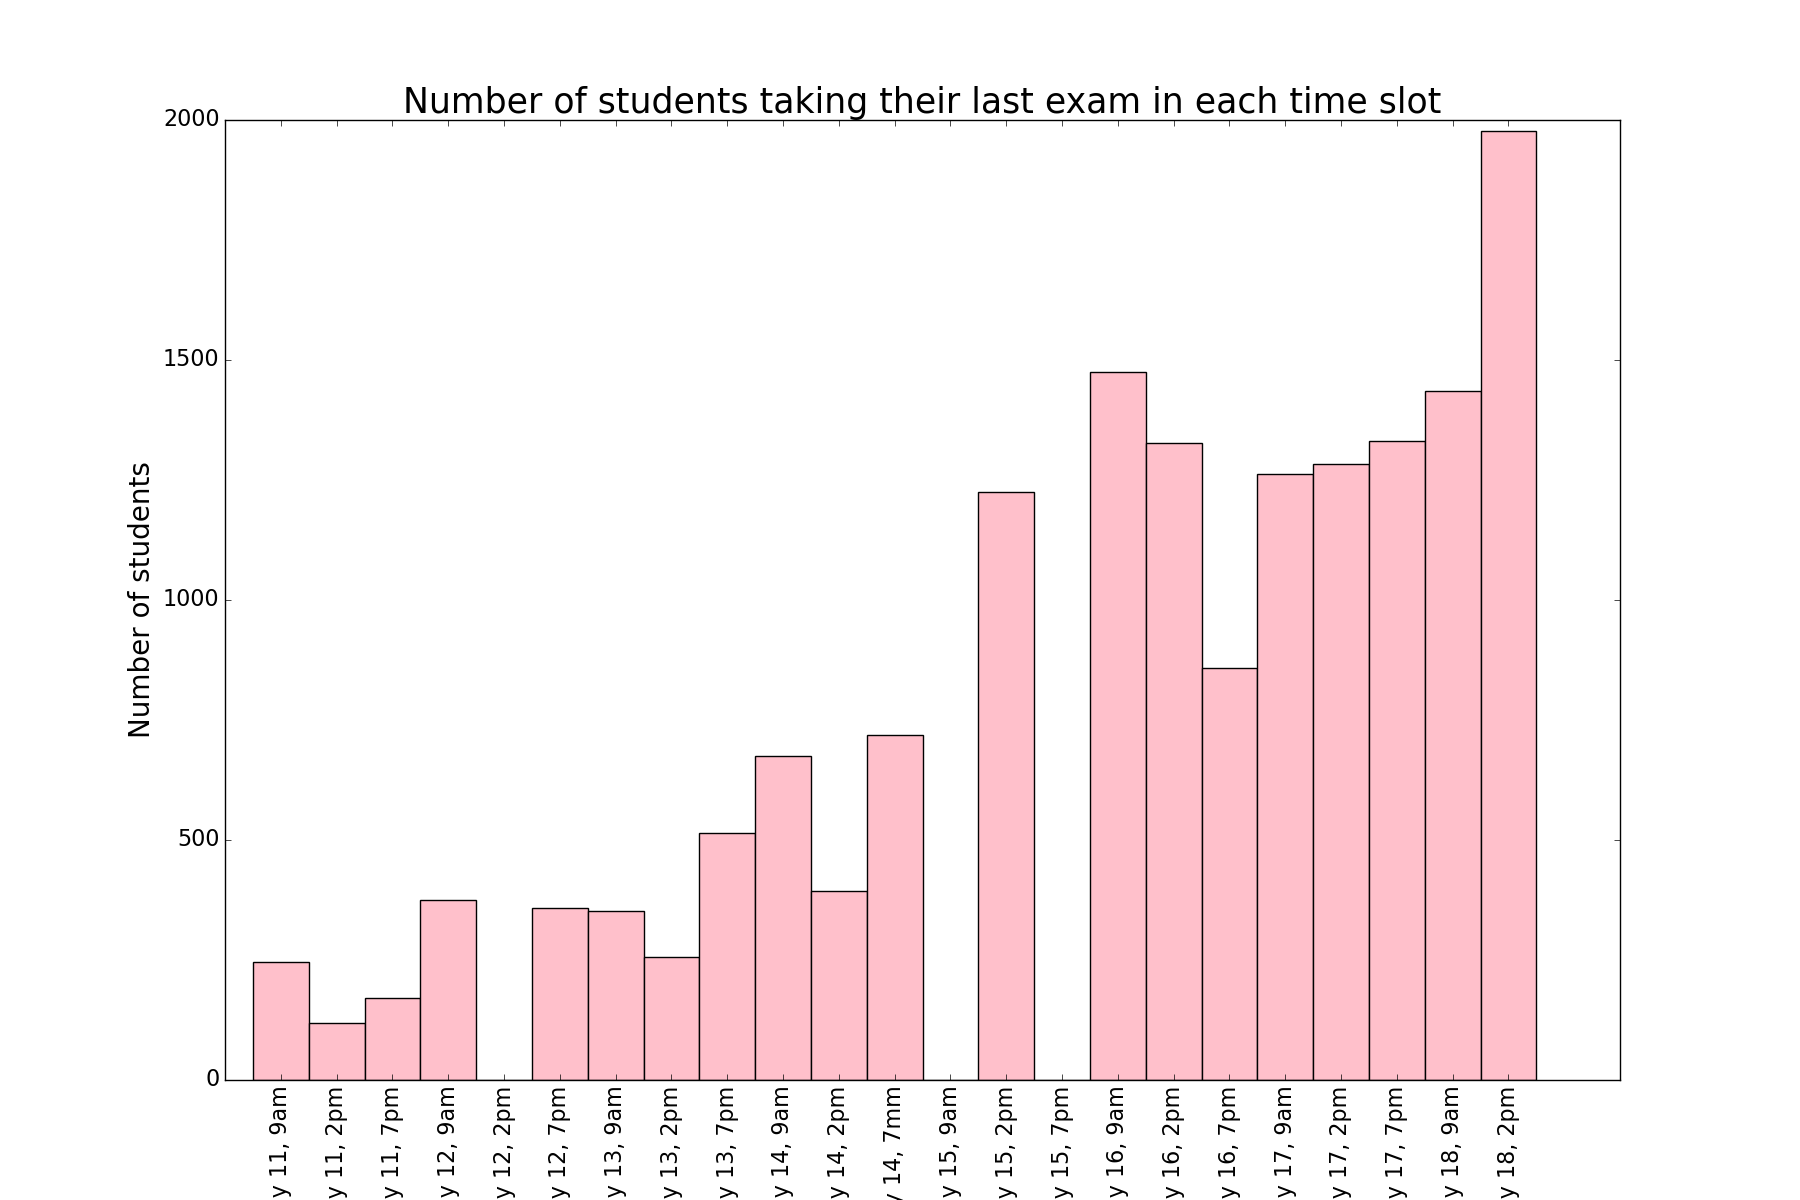 Number of students taking their last exam in each time slot
Number of students
2000
1500
1000
500
0
y 11, 9am
y 11, 2pm
y 11, 7pm
y 12, 9am
y 12, 2pm
y 12, 7pm
y 13, 9am
y 13, 2pm
y 13, 7pm
y 14, 9am
y 14, 2pm
y 14, 7mm
y 15, 9am
y 15, 2pm
y 15, 7pm
y 16, 9am
y 16, 2pm
y 16, 7pm
y 17, 9am
y 17, 2pm
y 17, 7pm
y 18, 9am
y 18, 2pm